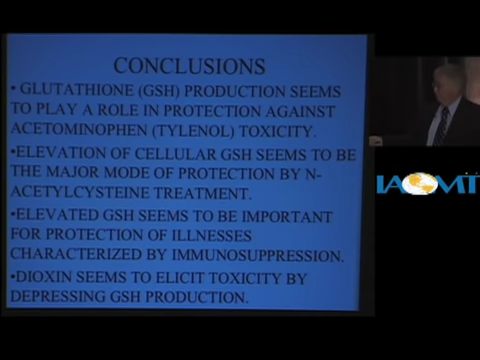 CONCLUSIONS
• GLUTATHIONE (GSH) PRODUCTION SEEMS
TO PLAY A ROLE IN PROTECTION AGAINST
ACETOMINOPHEN (TYLENOL) TOXICITY.
•ELEVATION OF CELLULAR GSH SEEMS TO BE
THE MAJOR MODE OF PROTECTION BY N-
ACETYLCYSTEINE TREATMENT.
•ELEVATED GSH SEEMS TO BE IMPORTANT
FOR PROTECTION OF ILLNESSES
CHARACTERIZED BY IMMUNOSUPPRESSION.
•DIOXIN SEEMS TO ELICIT TOXICITY BY
DEPRESSING GSH PRODUCTION.
IAOMT